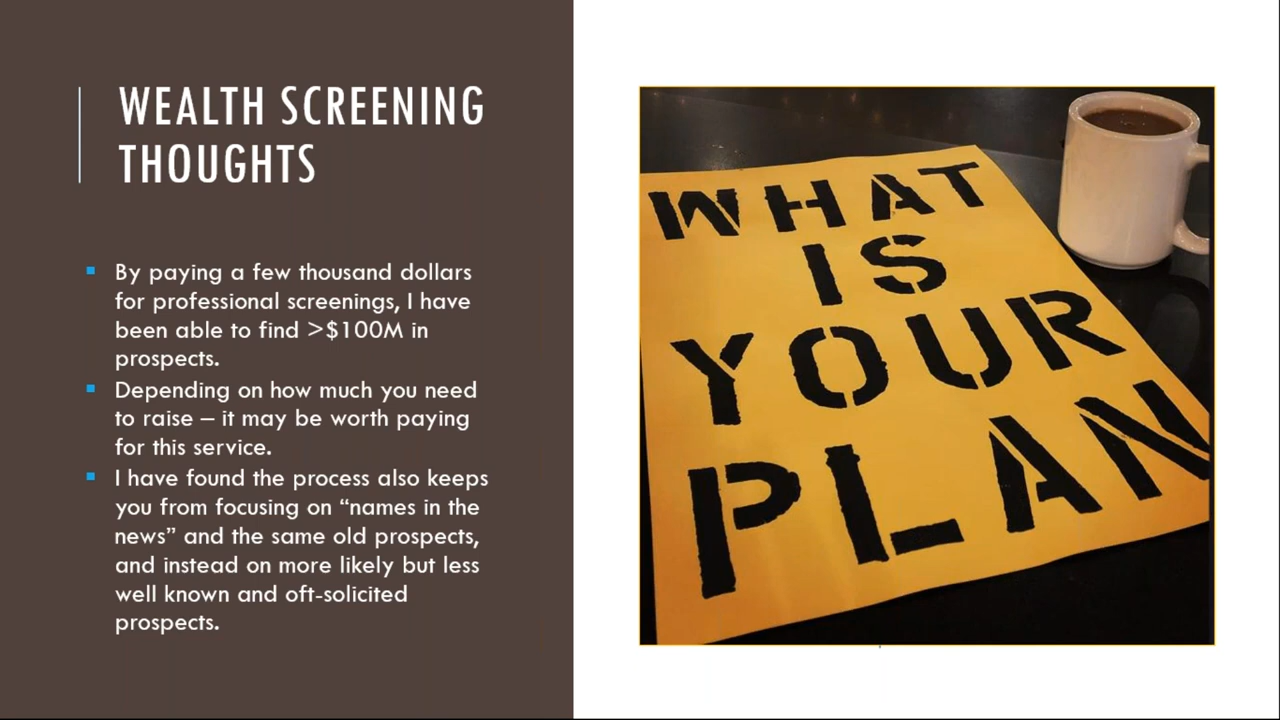 WEALTH SCREENING
THOUGHTS
By paying a few thousand dollars
for professional screenings, I have
been able to find >$100M in
prospects.
Depending on how much you need
to raise – it may be worth paying
for this service.
I have found the process also keeps
you from focusing on “names in the
news” and the same old prospects,
and instead on more likely but less
well known and oft-solicited
prospects.
WHAT
IS
YOUR
PLAN